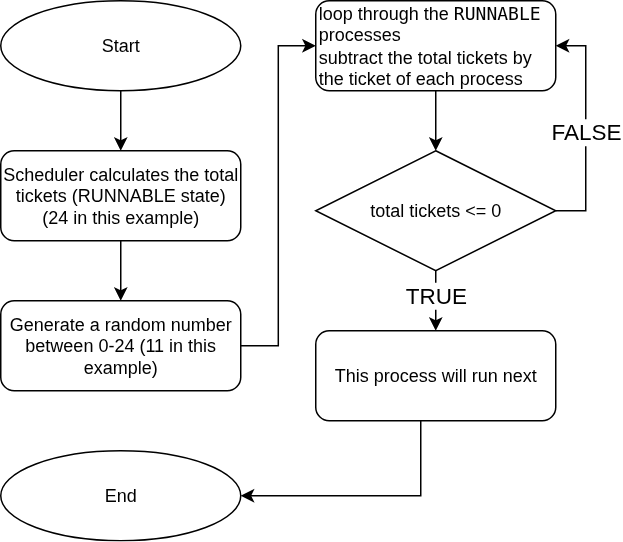 Start
Scheduler calculates the total
tickets (RUNNABLE state)
(24 in this example)
Generate a random number
between 0-24 (11 in this
example)
End
loop through the RUNNABLE
processes
subtract the total tickets by
the ticket of each process
FALSE
total tickets <= 0
TRUE
This process will run next